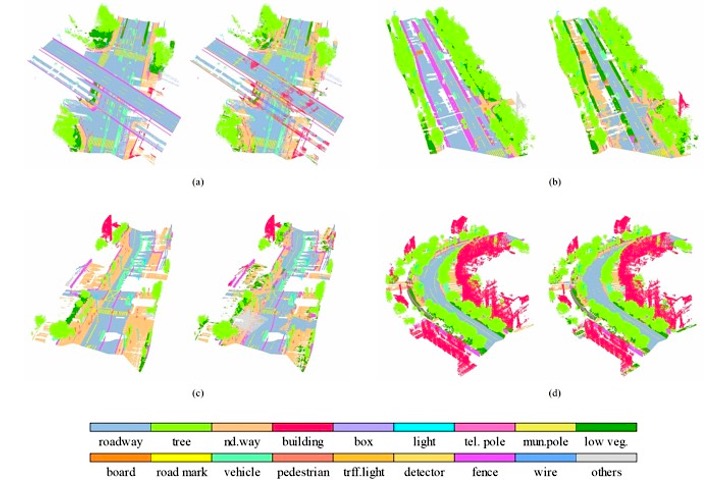 (a)
(b)
(c)
(d)
roadway tree nd.way building box light tel. pole mun.pole low veg.
board road mark vehicle pedestrian trff.light detector fence wire others